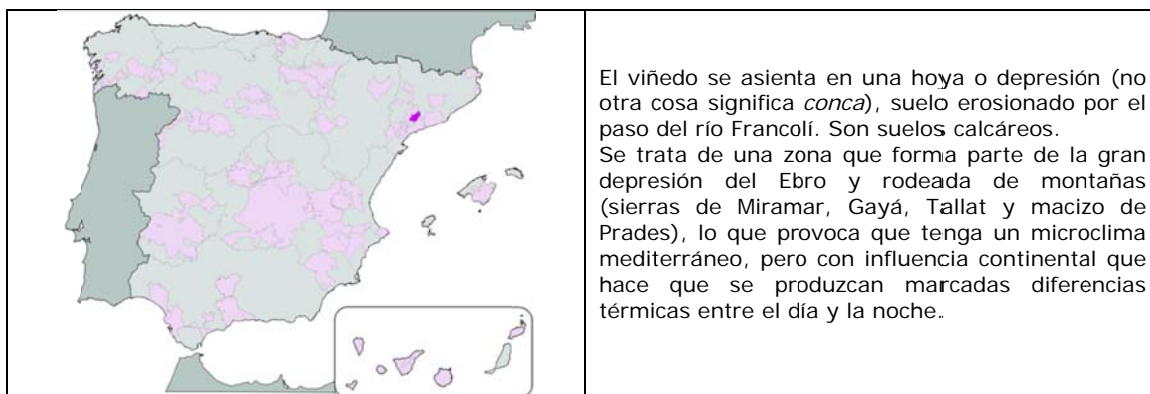 El viñedo se asienta en una hoya o depresión (no
otra cosa significa conca), suelo erosionado por el
paso del río Francolí. Son suelos calcáreos.
Se trata de una zona que forma parte de la gran
depresión del Ebro y rodeada de montañas
(sierras de Miramar, Gayá, Tallat y macizo de
Prades), lo que provoca que tenga un microclima
mediterráneo, pero con influencia continental que
hace que se produzcan marcadas diferencias
térmicas entre el día y la noche.